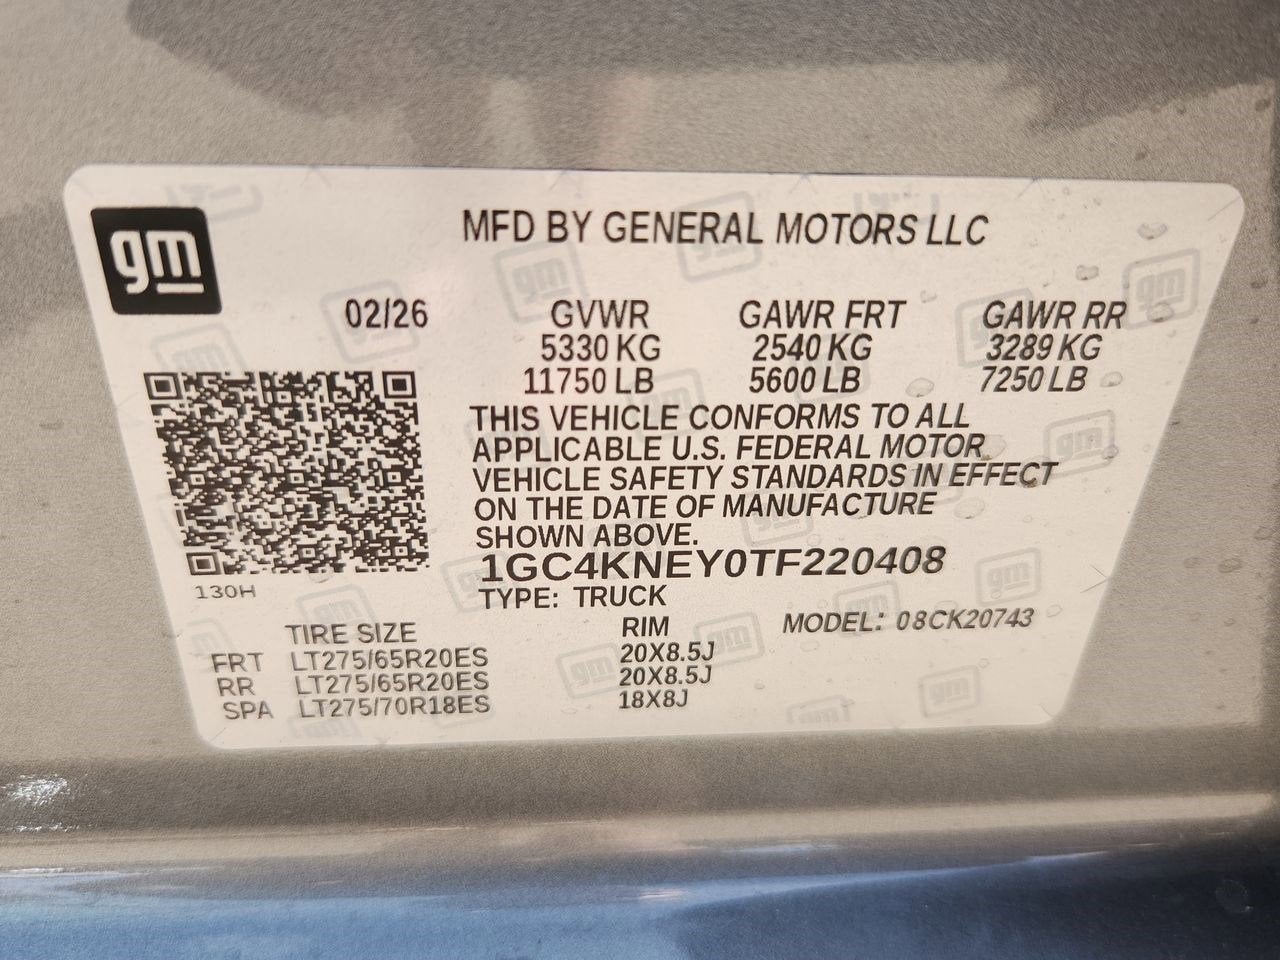 gm
MFD BY GENERAL MOTORS LLC
02/26 GVWR GAWR FRT GAWR RR
5330 KG 2540 KG 3289 KG
11750 LB 5600 LB 7250 LB
THIS VEHICLE CONFORMS TO ALL
APPLICABLE U.S. FEDERAL MOTOR
VEHICLE SAFETY STANDARDS IN EFFECT
ON THE DATE OF MANUFACTURE
SHOWN ABOVE.
1GC4KNEY0TF220408
130H
TYPE: TRUCK
TIRE SIZE RIM MODEL: 08CK20743
FRT LT275/65R20ES 20X8.5J
RR LT275/65R20ES 20X8.5J
SPA LT275/70R18ES 18X8J